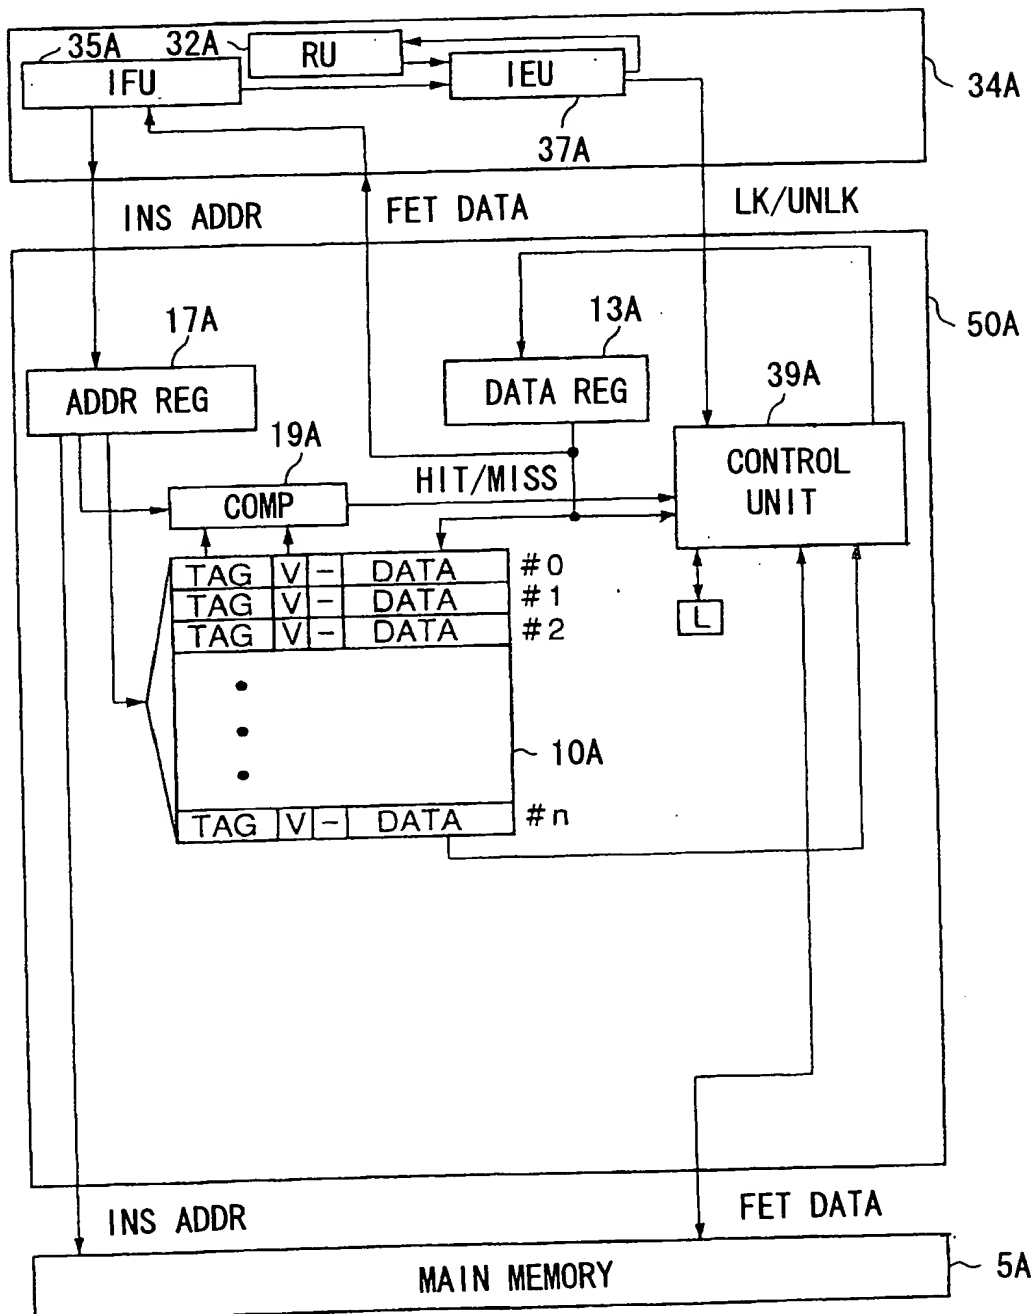 35A
32A
RU
IFU
IEU
34A
37A
INS ADDR
FET DATA
LK/UNLK
50A
17A
13A
ADDR REG
DATA REG
39A
19A
HIT/MISS
CONTROL
UNIT
COMP
TAG V - DATA #0
TAG V - DATA #1
TAG V - DATA #2
L
10A
TAG V - DATA #n
INS ADDR
FET DATA
MAIN MEMORY
5A